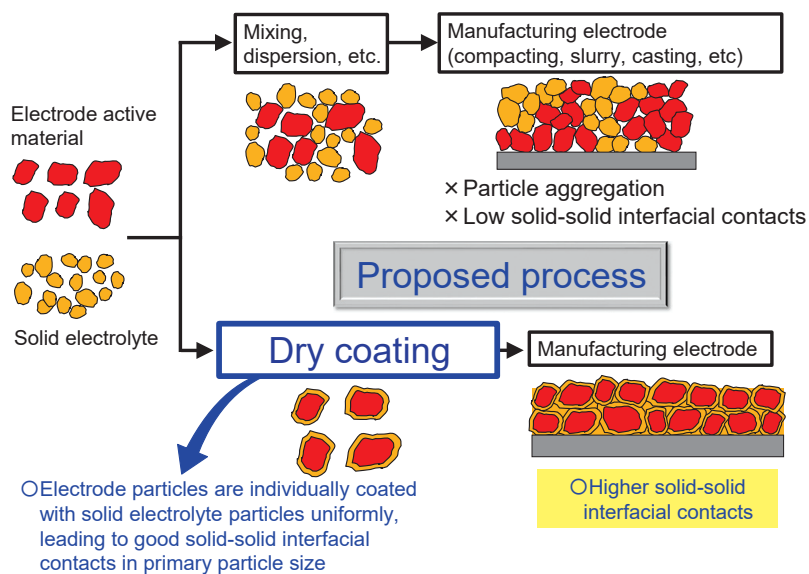 Mixing,
dispersion, etc.
Manufacturing electrode
(compacting, slurry, casting, etc)
Electrode active
material
× Particle aggregation
× Low solid-solid interfacial contacts
Proposed process
Solid electrolyte
Dry coating
Manufacturing electrode
○Electrode particles are individually coated
with solid electrolyte particles uniformly,
leading to good solid-solid interfacial
contacts in primary particle size
○Higher solid-solid
interfacial contacts